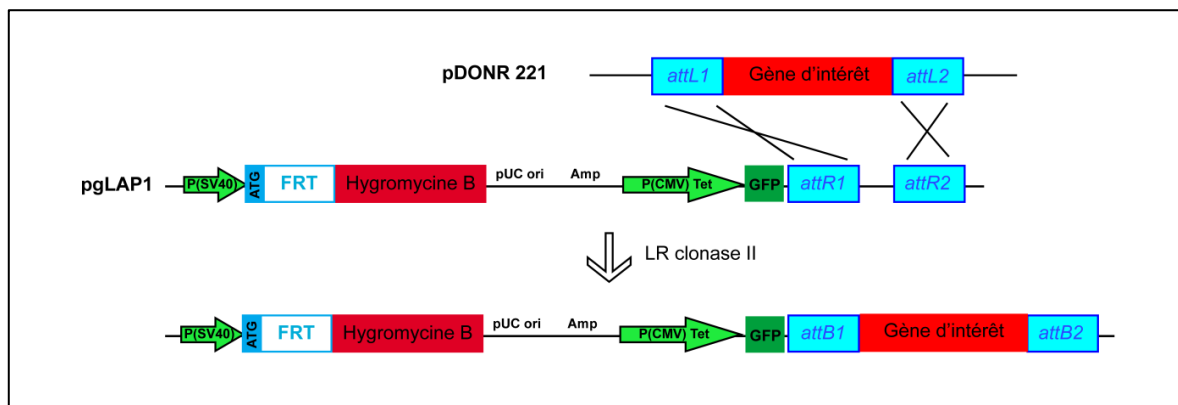 pDONR 221 attL1 Gène d'intérêt attL2
pgLAP1 P(SV40) ATG FRT Hygromycine B pUC ori Amp P(CMV) Tet GFP attR1 attR2
LR clonase II
P(SV40) ATG FRT Hygromycine B pUC ori Amp P(CMV) Tet GFP attB1 Gène d'intérêt attB2